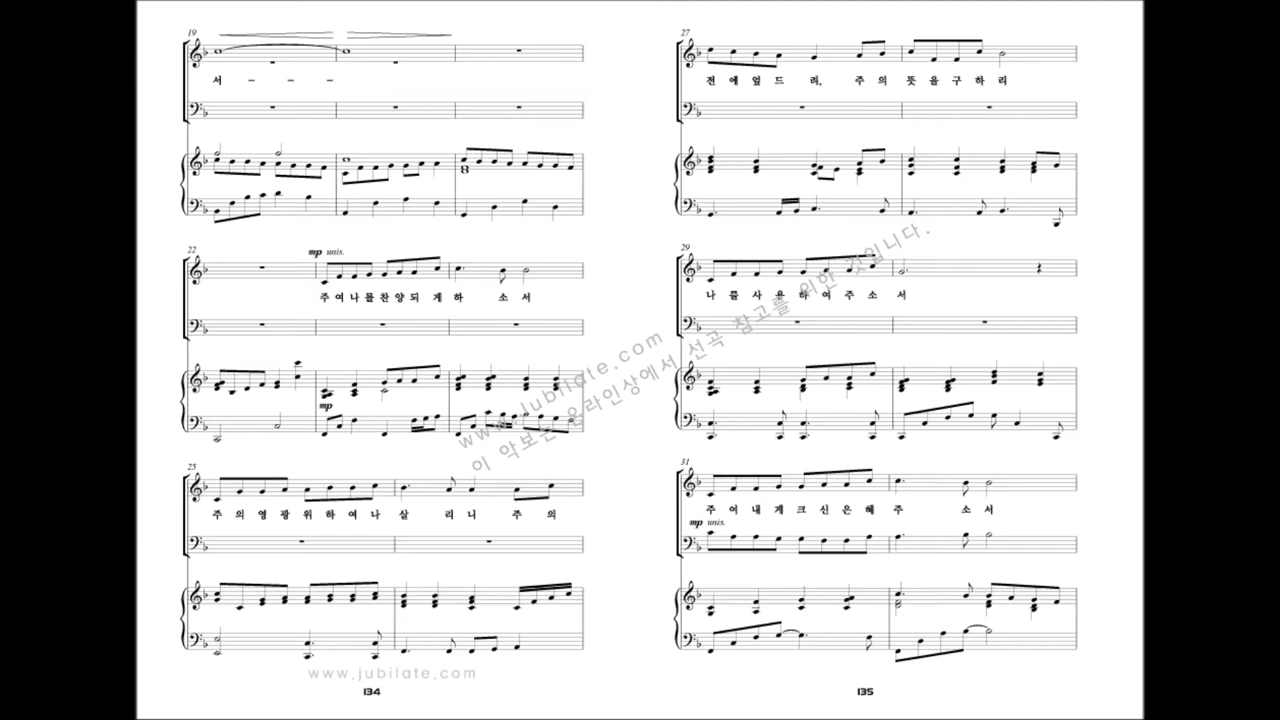 19
서 - - -
22
mp unis.
주 여 나 를 찬 양 되 게 하 소 서
mp
25
주 의 영 광 위 하 여 나 살 리 니 주 의
www.jubilate.com
134
27
전 에 엎 드 려, 주 의 뜻 을 구 하 리
29
나 를 사 용 하 여 주 소 서
31
주 여 내 게 크 신 은 혜 주 소 서
mp unis.
135
www.Jubilate.com
이 악보는 온라인상에서 선곡 참고를 위한 것입니다.